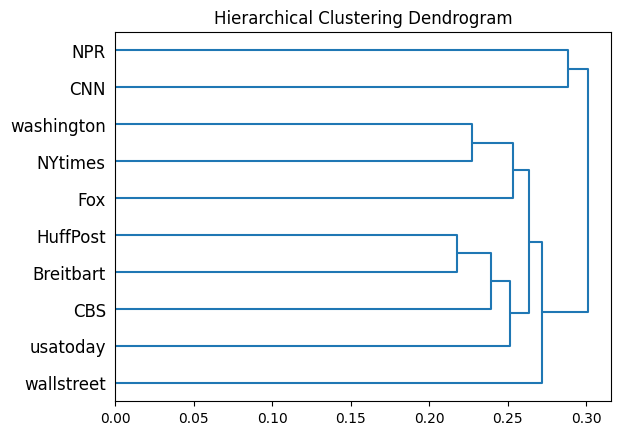 Hierarchical Clustering Dendrogram
NPR
CNN
washington
NYtimes
Fox
HuffPost
Breitbart
CBS
usatoday
wallstreet
0.00 0.05 0.10 0.15 0.20 0.25 0.30